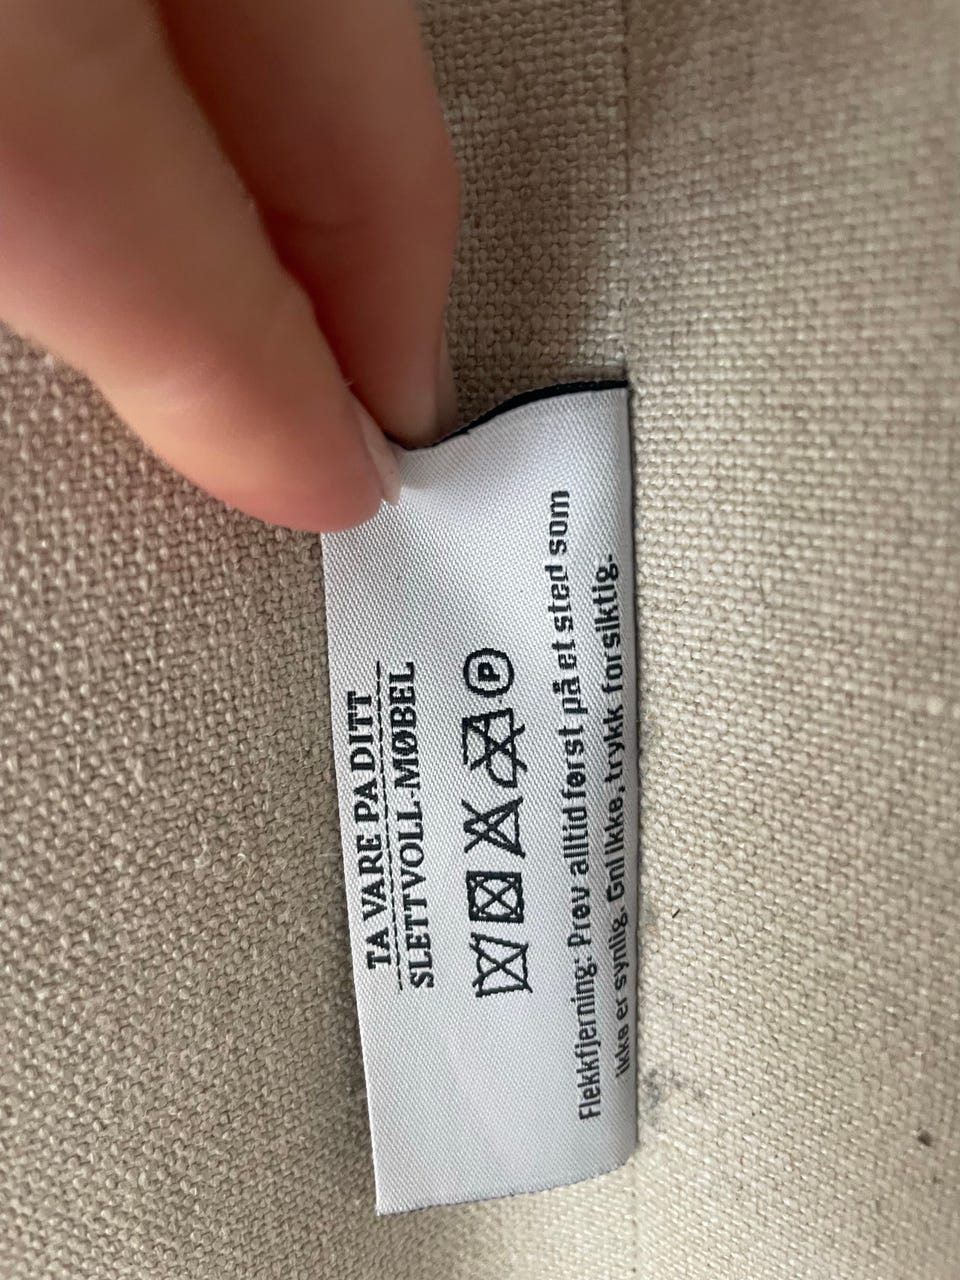 TA VARE PÅ DITT
SLETTVOLL-MØBEL
P
Flekkfjerning: Prøv alltid først på et sted som
ikke er synlig. Gni ikke, trykk forsiktig.